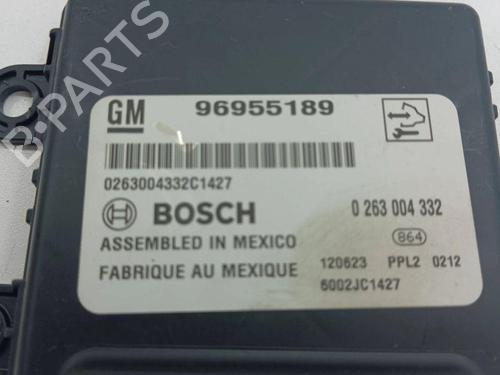 GM 96955189
0263004332C1427
BOSCH 0 263 004 332
ASSEMBLED IN MEXICO 864
FABRIQUE AU MEXIQUE 120623 PPL2 0212
6002JC1427
B-PARTS